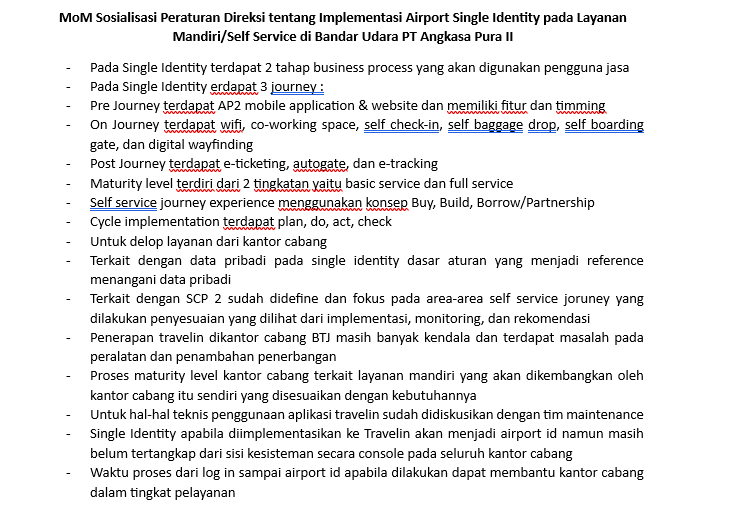 MoM Sosialisasi Peraturan Direksi tentang Implementasi Airport Single Identity pada Layanan
Mandiri/Self Service di Bandar Udara PT Angkasa Pura II
- Pada Single Identity terdapat 2 tahap business process yang akan digunakan pengguna jasa
- Pada Single Identity erdapat 3 journey :
- Pre Journey terdapat AP2 mobile application & website dan memiliki fitur dan timming
- On Journey terdapat wifi, co-working space, self check-in, self baggage drop, self boarding
gate, dan digital wayfinding
- Post Journey terdapat e-ticketing, autogate, dan e-tracking
- Maturity level terdiri dari 2 tingkatan yaitu basic service dan full service
- Self service journey experience menggunakan konsep Buy, Build, Borrow/Partnership
- Cycle implementation terdapat plan, do, act, check
- Untuk delop layanan dari kantor cabang
- Terkait dengan data pribadi pada single identity dasar aturan yang menjadi reference
menangani data pribadi
- Terkait dengan SCP 2 sudah didefine dan fokus pada area-area self service joruney yang
dilakukan penyesuaian yang dilihat dari implementasi, monitoring, dan rekomendasi
- Penerapan travelin dikantor cabang BTJ masih banyak kendala dan terdapat masalah pada
peralatan dan penambahan penerbangan
- Proses maturity level kantor cabang terkait layanan mandiri yang akan dikembangkan oleh
kantor cabang itu sendiri yang disesuaikan dengan kebutuhannya
- Untuk hal-hal teknis penggunaan aplikasi travelin sudah didiskusikan dengan tim maintenance
- Single Identity apabila diimplementasikan ke Travelin akan menjadi airport id namun masih
belum tertangkap dari sisi kesisteman secara console pada seluruh kantor cabang
- Waktu proses dari log in sampai airport id apabila dilakukan dapat membantu kantor cabang
dalam tingkat pelayanan